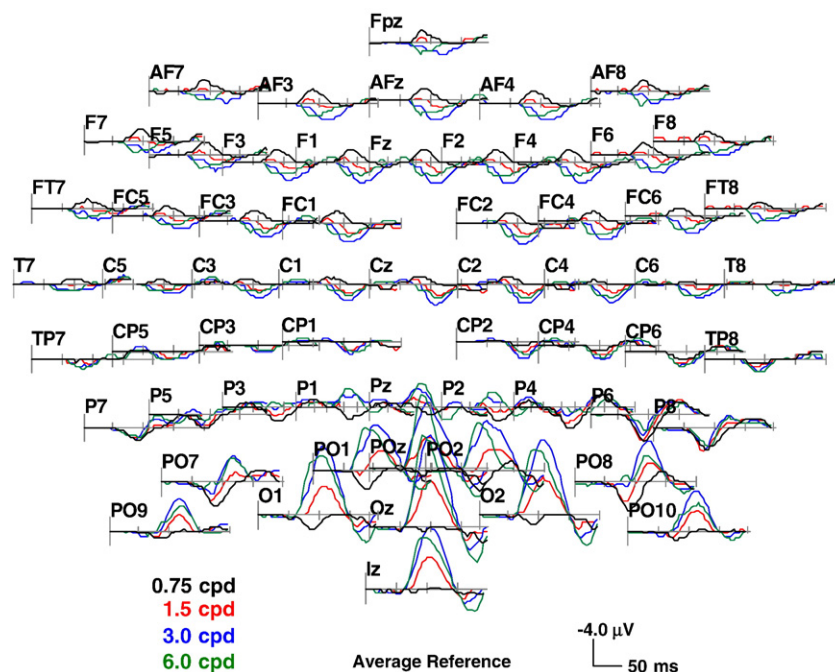 Fpz
AF7 AF3 AFz AF4 AF8
F7 F5 F3 F1 Fz F2 F4 F6 F8
FT7 FC5 FC3 FC1 FC2 FC4 FC6 FT8
T7 C5 C3 C1 Cz C2 C4 C6 T8
TP7 CP5 CP3 CP1 CP2 CP4 CP6 TP8
P7 P5 P3 P1 Pz P2 P4 P6 P8
PO7 PO1 POz PO2 PO8
PO9 O1 Oz O2 PO10
Iz
0.75 cpd
1.5 cpd
3.0 cpd
6.0 cpd
Average Reference
-4.0 μV
50 ms